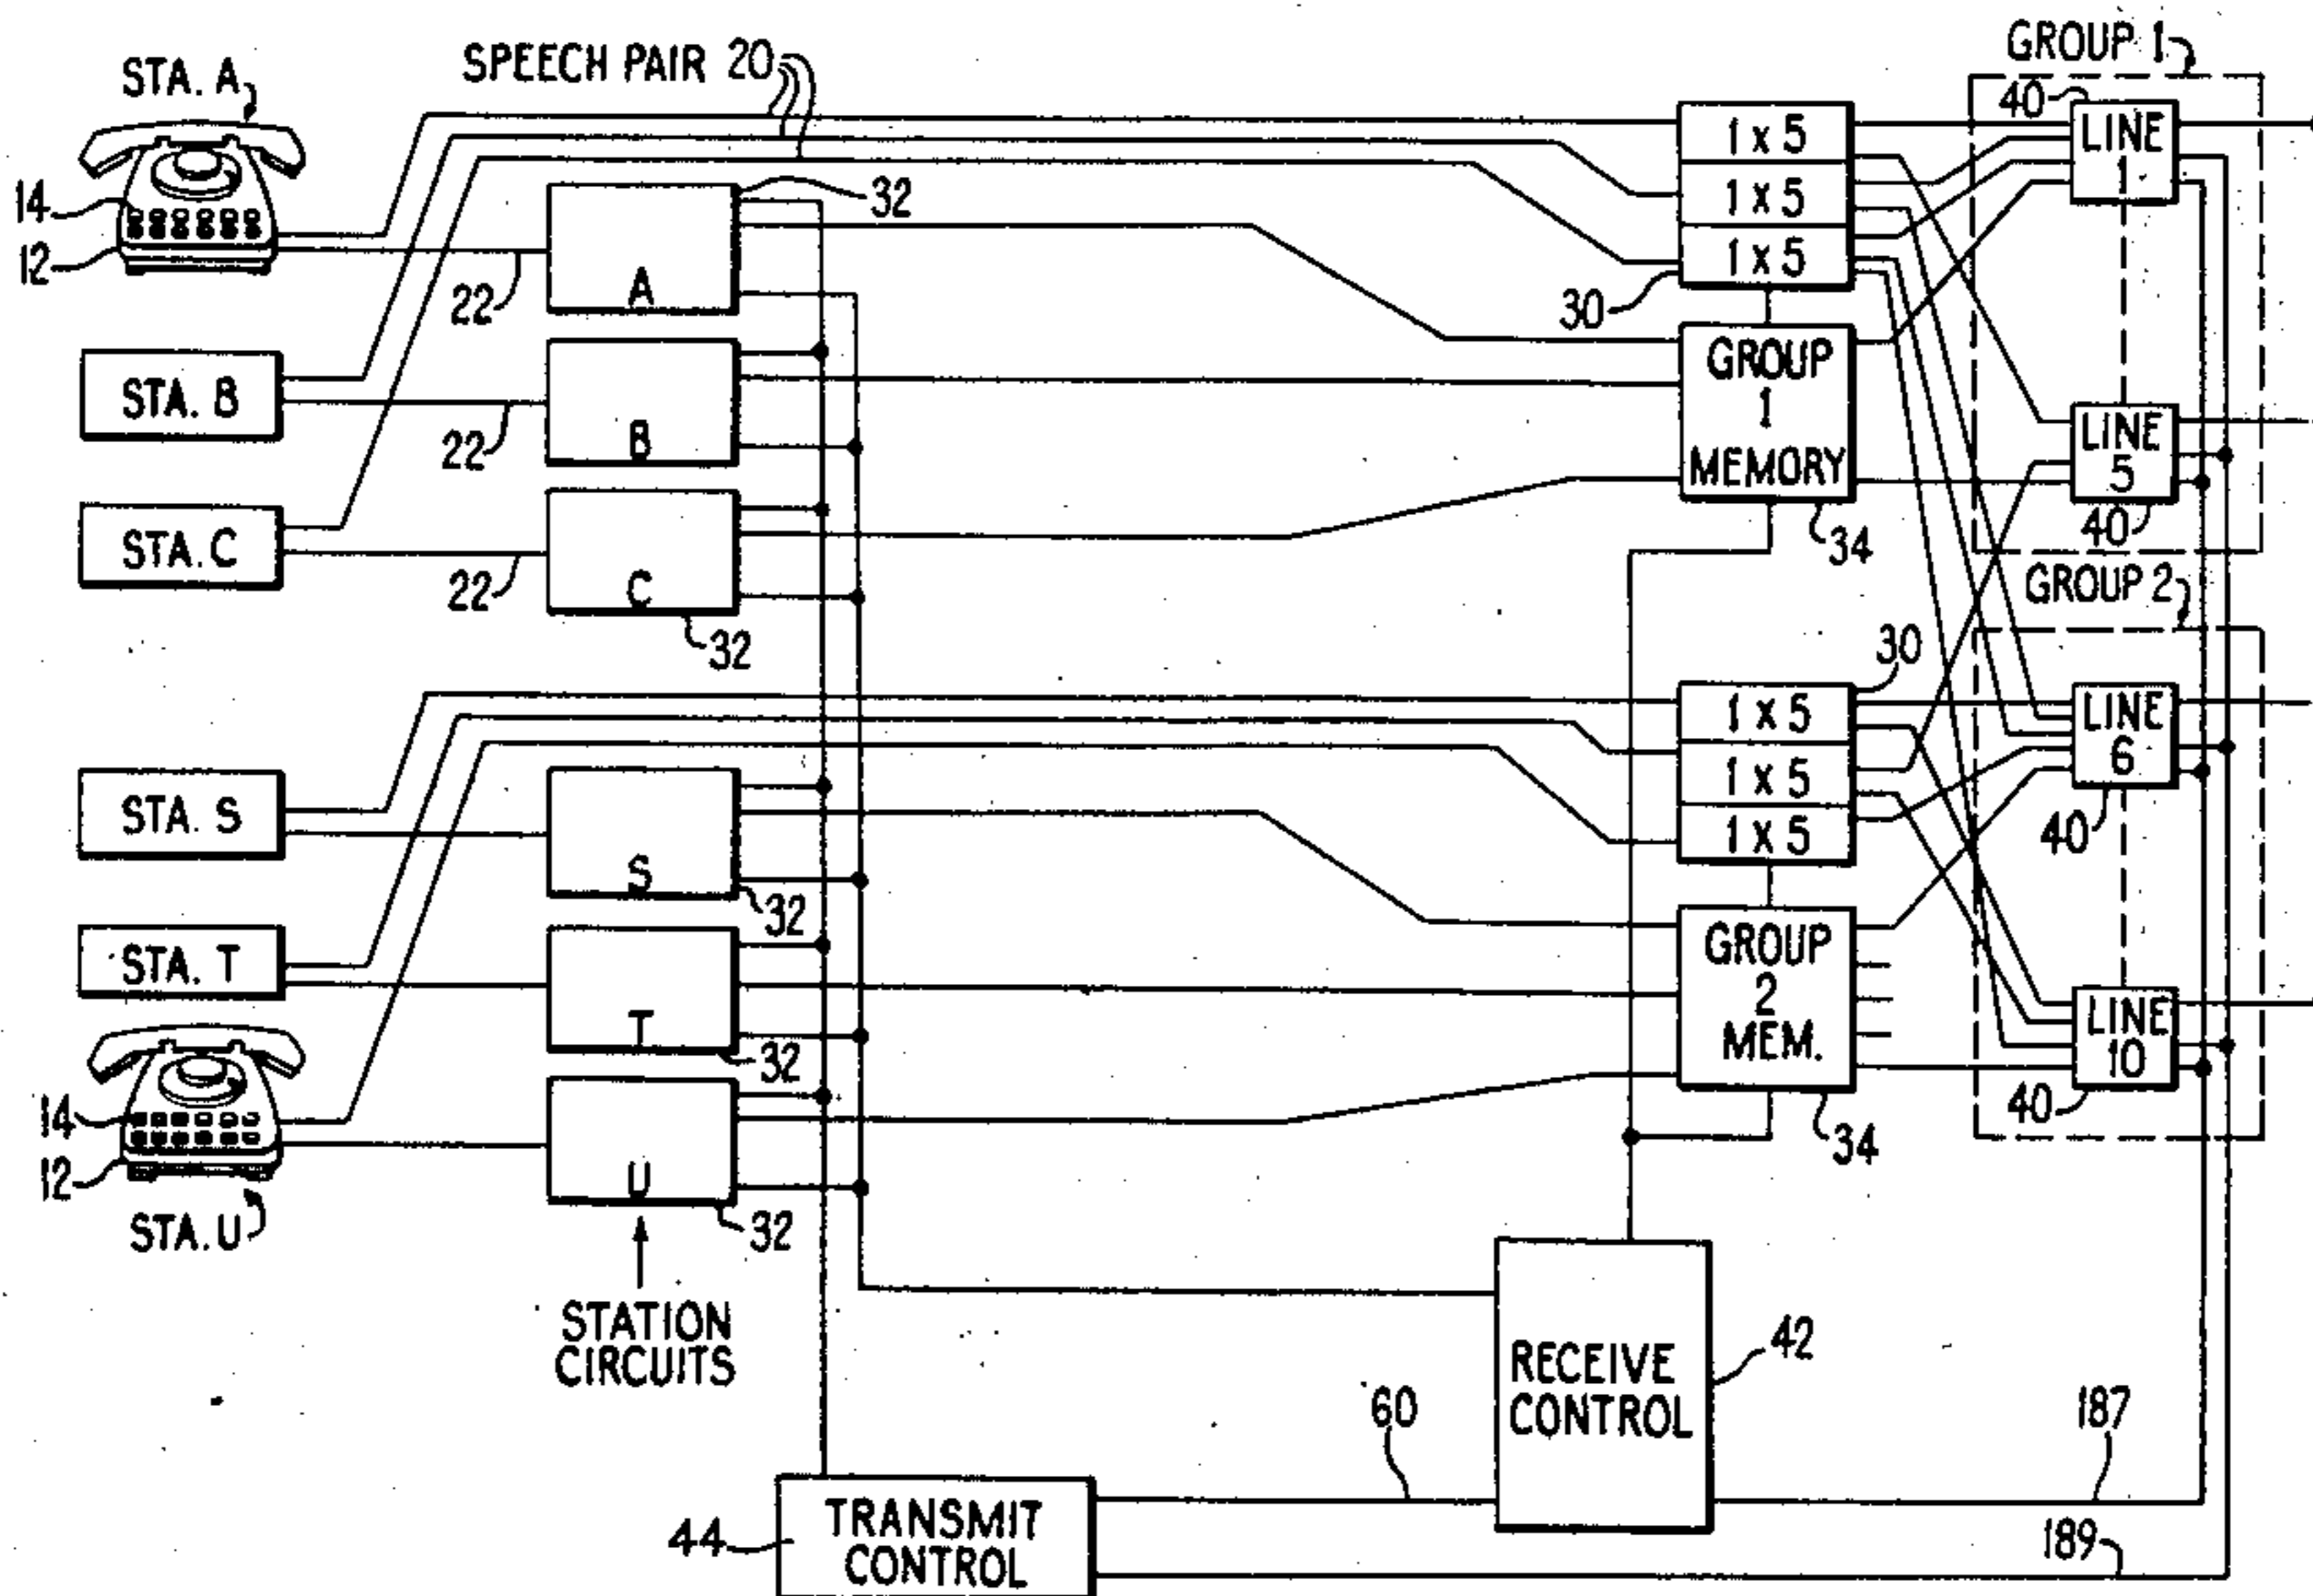 SPEECH PAIR 20
GROUP 1
STA. A
40
LINE
1
1 X 5
1 X 5
1 X 5
14
12
32
22
A
30
STA. B
22
B
GROUP
1
MEMORY
LINE
5
40
STA. C
22
C
34
32
GROUP 2
30
STA. S
S
32
1 X 5
1 X 5
1 X 5
LINE
6
40
STA. T
T
32
GROUP
2
MEM.
LINE
10
40
14
12
STA. U
U
32
34
STATION
CIRCUITS
RECEIVE
CONTROL
42
60
187
44
TRANSMIT
CONTROL
189